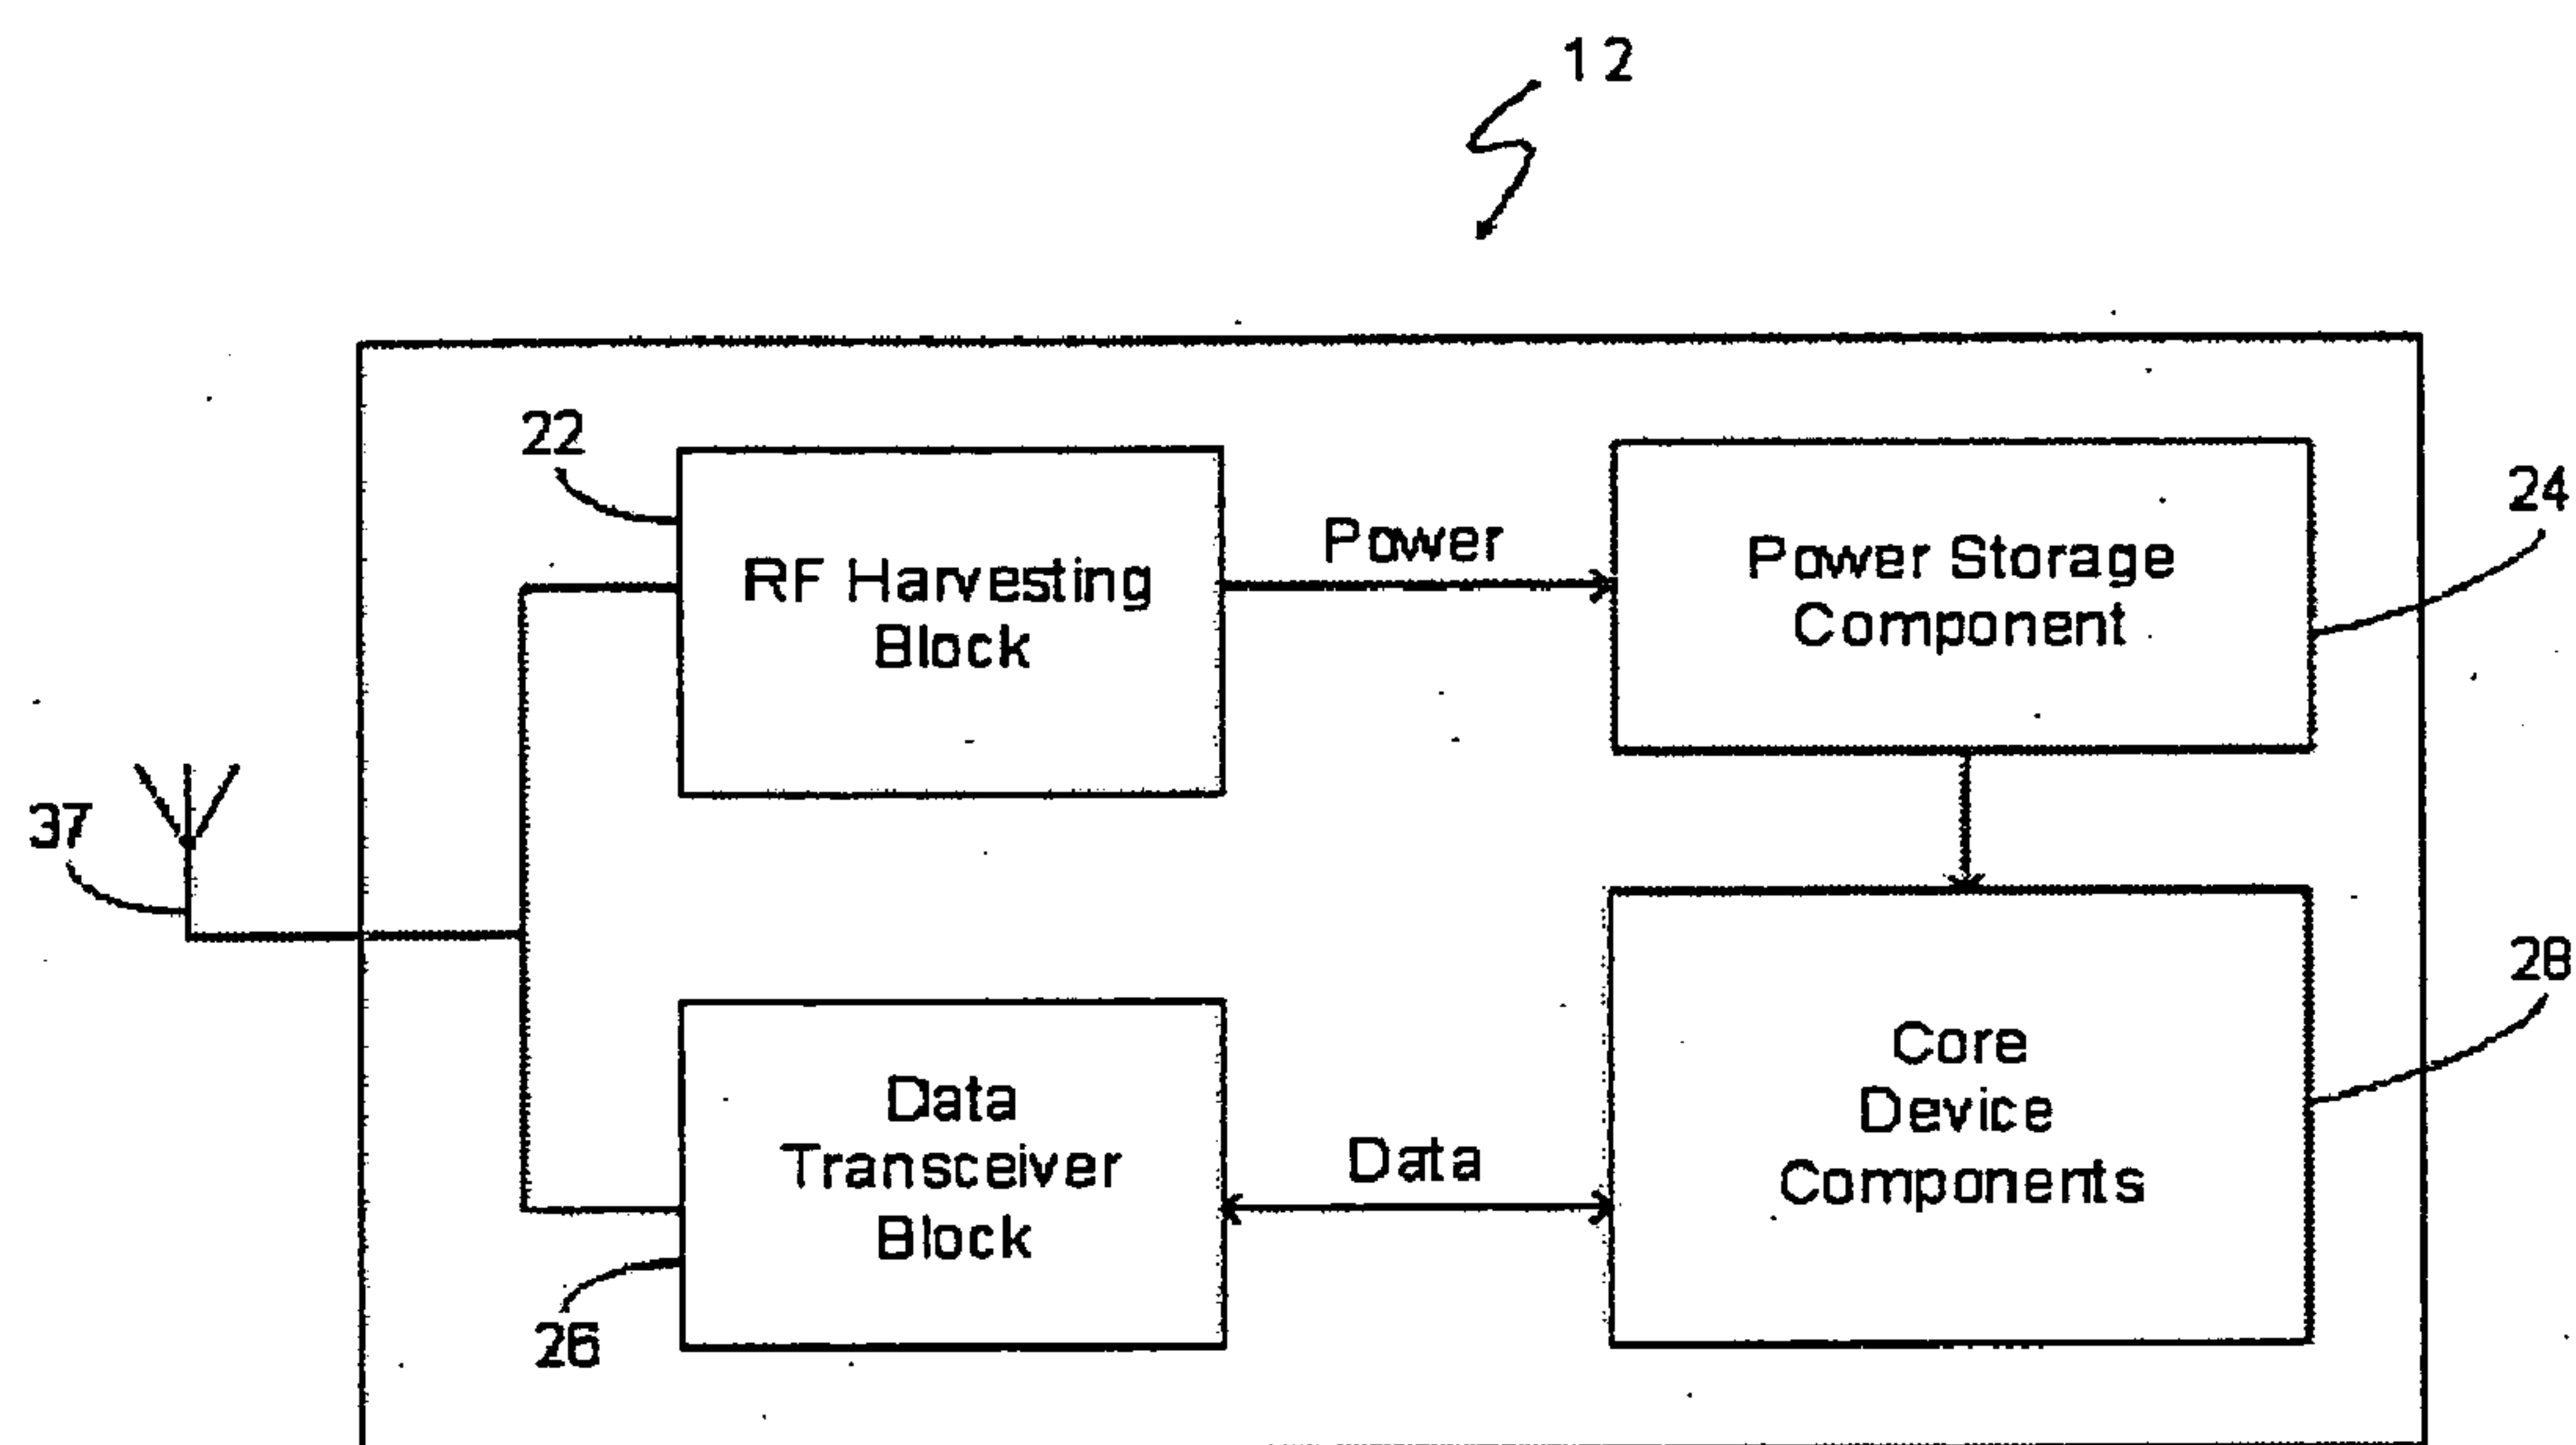 12
22
RF Harvesting
Block
Power
Power Storage
Component
24
37
Data
Transceiver
Block
26
Data
Core
Device
Components
28